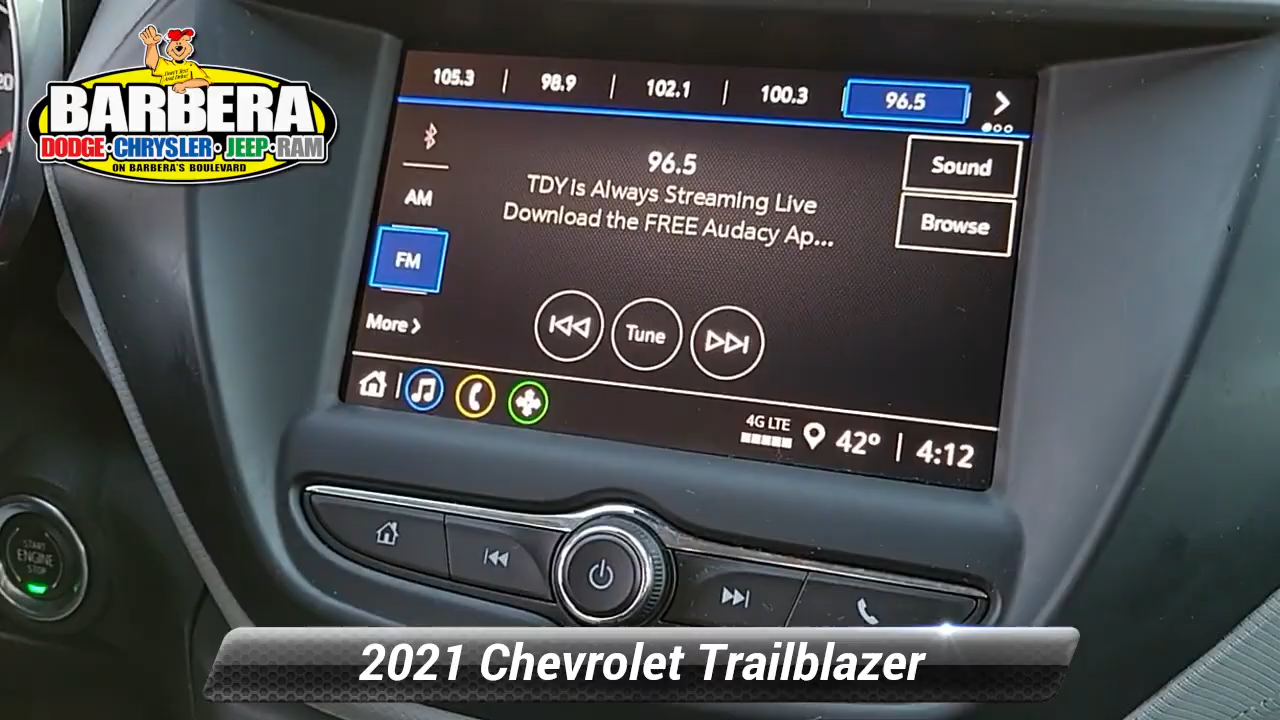 BARBERA
DODGE·CHRYSLER·JEEP·RAM
ON BARBERA'S BOULEVARD
105.3 | 98.9 | 102.1 | 100.3 96.5
AM
FM
More
96.5
TDY is Always Streaming Live
Download the FREE Audacy Ap...
Sound
Browse
Tune
4G LTE
42° | 4:12
START
ENGINE
STOP
2021 Chevrolet Trailblazer